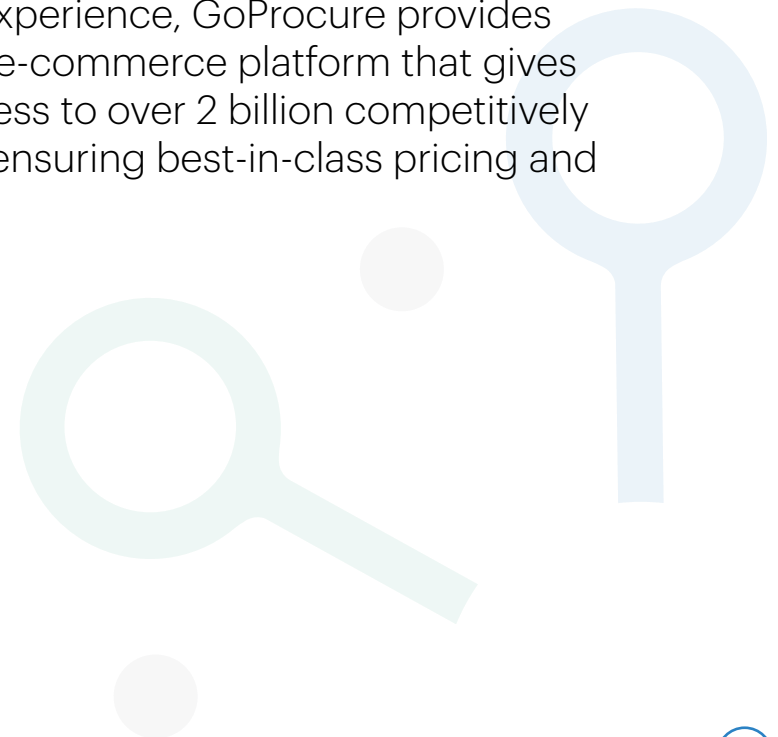 xperience, GoProcure provides
e-commerce platform that gives
ess to over 2 billion competitively
ensuring best-in-class pricing and